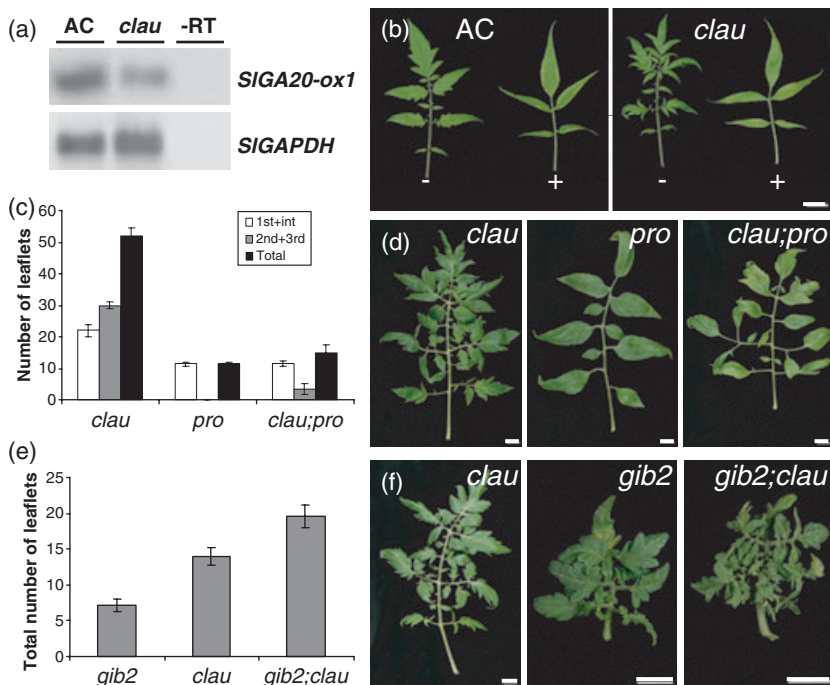 (a)
AC clau -RT
SlGA20-ox1
SlGAPDH
(b)
AC
clau
- + - +
(c)
Number of leaflets
60
50
40
30
20
10
0
1st+int
2nd+3rd
Total
clau pro clau;pro
(d)
clau
pro
clau;pro
(e)
Total number of leaflets
25
20
15
10
5
0
gib2 clau gib2;clau
(f)
clau
gib2
gib2;clau